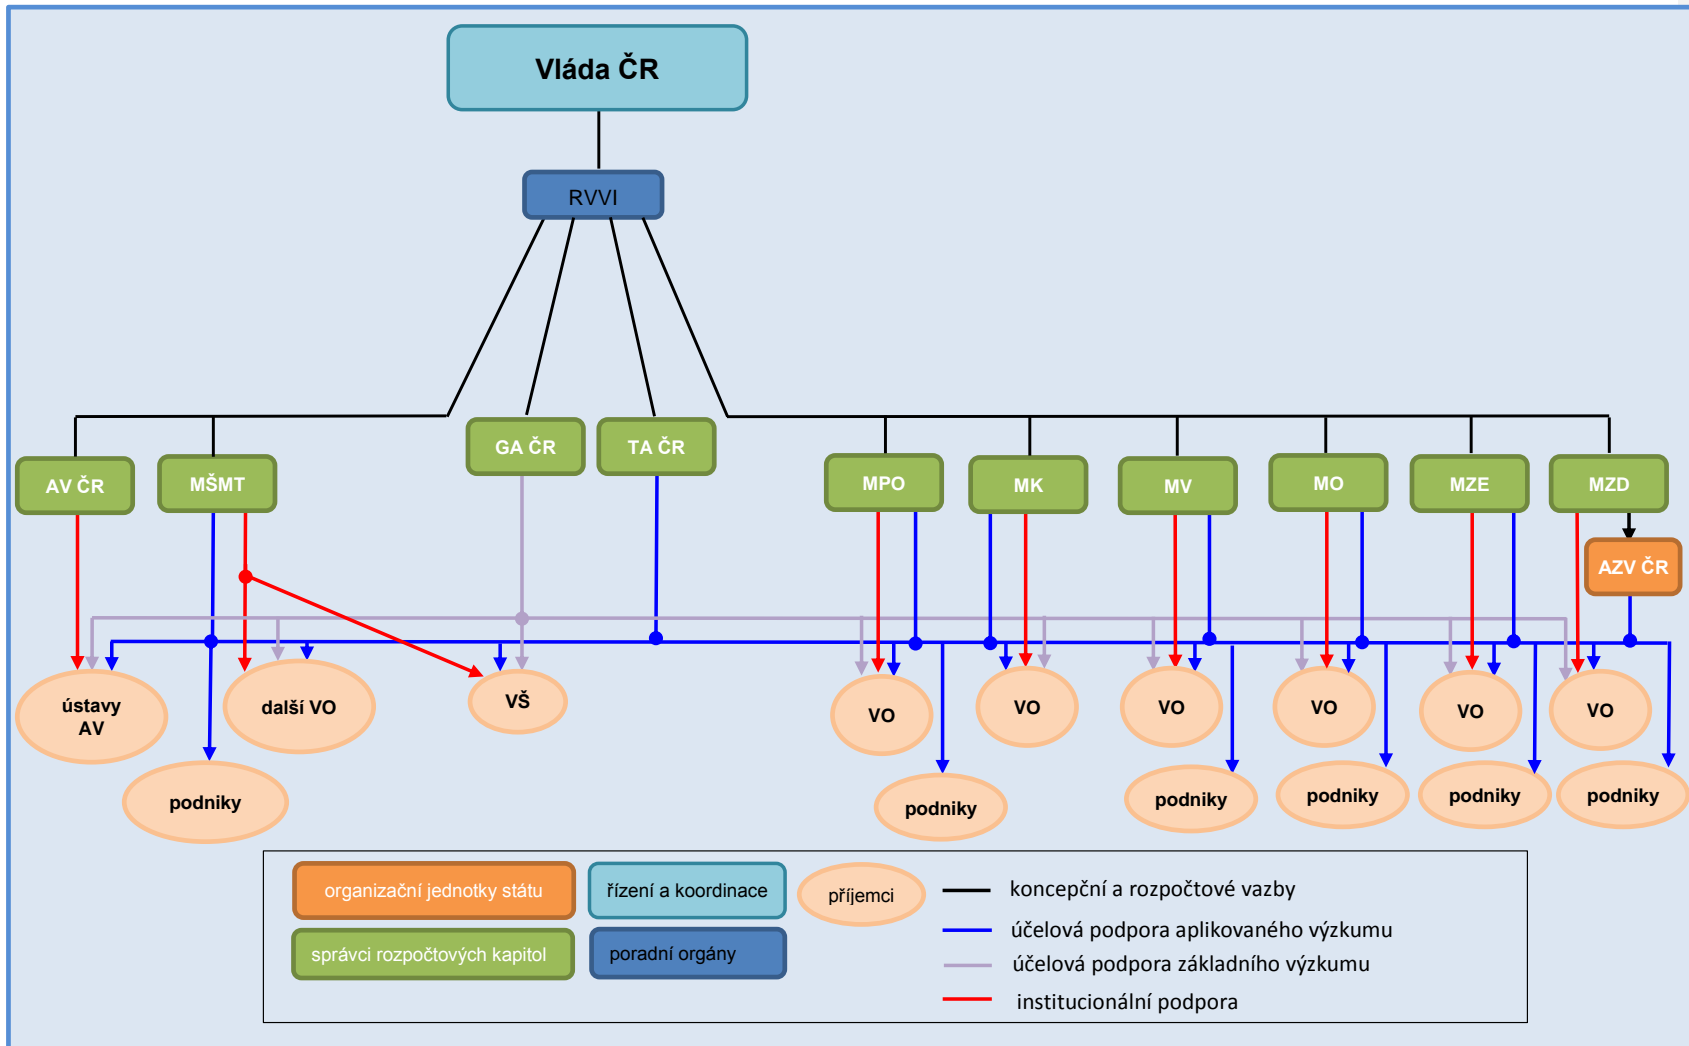 Vláda ČR
RVVI
GA ČR
TA ČR
AV ČR
MŠMT
MPO
MK
MV
MO
MZE
MZD
AZV ČR
ústavy
AV
další VO
VŠ
VO
VO
VO
VO
VO
VO
podniky
podniky
podniky
podniky
podniky
podniky
organizační jednotky státu
řízení a koordinace
příjemci
koncepční a rozpočtové vazby
účelová podpora aplikovaného výzkumu
správci rozpočtových kapitol
poradní orgány
účelová podpora základního výzkumu
institucionální podpora